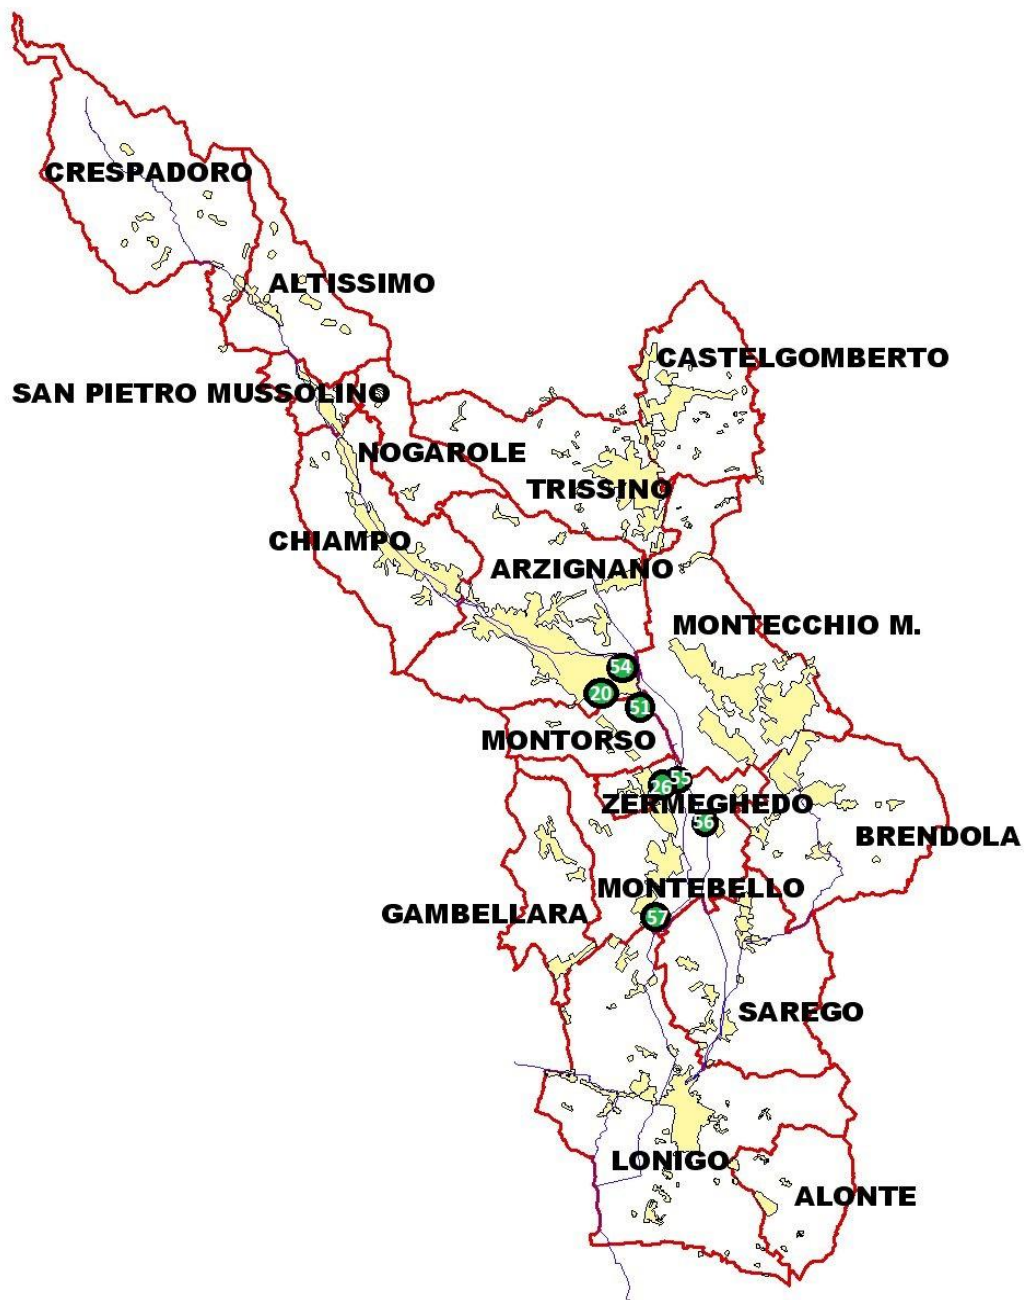 CRESPADORO
ALTISSIMO
CASTELGOMBERTO
SAN PIETRO MUSSOLINO
NOGAROLE
TRISSINO
CHIAMPO
ARZIGNANO
MONTECCHIO M.
54
20
51
MONTORSO
55
26
ZERMEGHEDO
56
BRENDOLA
MONTEBELLO
GAMBELLARA
57
SAREGO
LONIGO
ALONTE